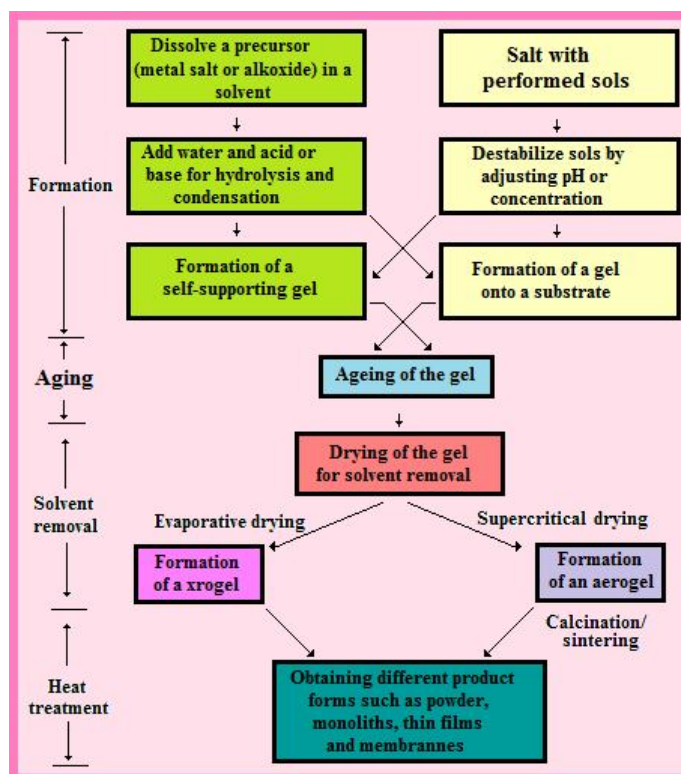 Dissolve a precursor
(metal salt or alkoxide) in a
solvent
Salt with
performed sols
Add water and acid or
base for hydrolysis and
condensation
Destabilize sols by
adjusting pH or
concentration
Formation
Formation of a
self-supporting gel
Formation of a gel
onto a substrate
Aging
Ageing of the gel
Drying of the gel
for solvent removal
Solvent
removal
Evaporative drying
Supercritical drying
Formation
of a xrogel
Formation
of an aerogel
Calcination/
sintering
Heat
treatment
Obtaining different product
forms such as powder,
monoliths, thin films
and membrannes